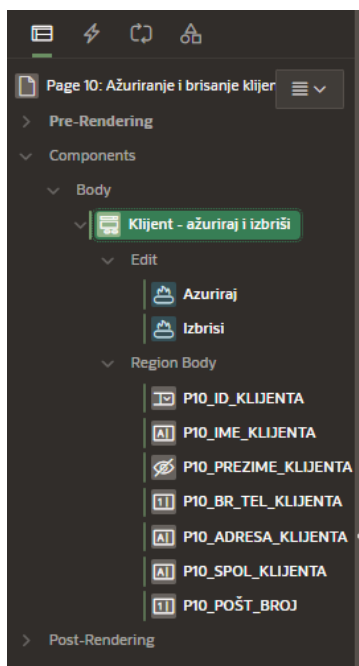 Page 10: Ažuriranje i brisanje klijen
Pre-Rendering
Components
Body
Klijent - ažuriraj i izbriši
Edit
Azuriraj
Izbrisi
Region Body
P10_ID_KLIJENTA
P10_IME_KLIJENTA
P10_PREZIME_KLIJENTA
P10_BR_TEL_KLIJENTA
P10_ADRESA_KLIJENTA
P10_SPOL_KLIJENTA
P10_POŠT_BROJ
Post-Rendering